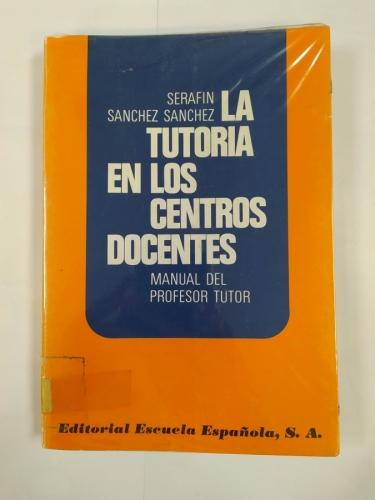 SERAFIN
SANCHEZ SANCHEZ LA
TUTORIA
EN LOS
CENTROS
DOCENTES
MANUAL DEL
PROFESOR TUTOR
Editorial Escuela Española, S. A.